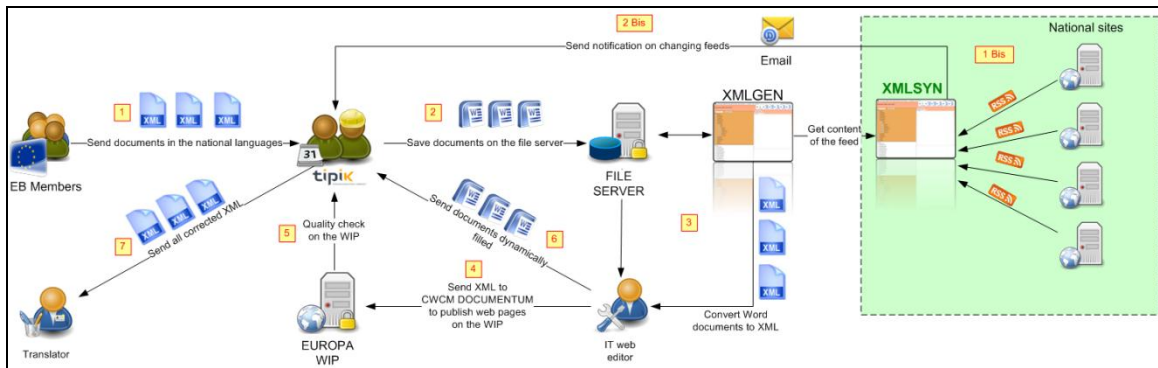 2 Bis
National sites
Send notification on changing feeds
Email
1 Bis
XMLSYN
XMLGEN
RSS
RSS
RSS
RSS
1
XML
XML
XML
2
W
W
W
Send documents in the national languages
Save documents on the file server
Get content
of the feed
EB Members
31
tipik
FILE
SERVER
XML
XML
XML
7
Send all corrected XML
5
Quality check
on the WIP
W
W
W
Send documents dynamically
filled
6
3
XML
XML
XML
4
Send XML to
CWCM DOCUMENTUM
to publish web pages
on the WIP
Convert Word
documents to XML
Translator
EUROPA
WIP
IT web
editor